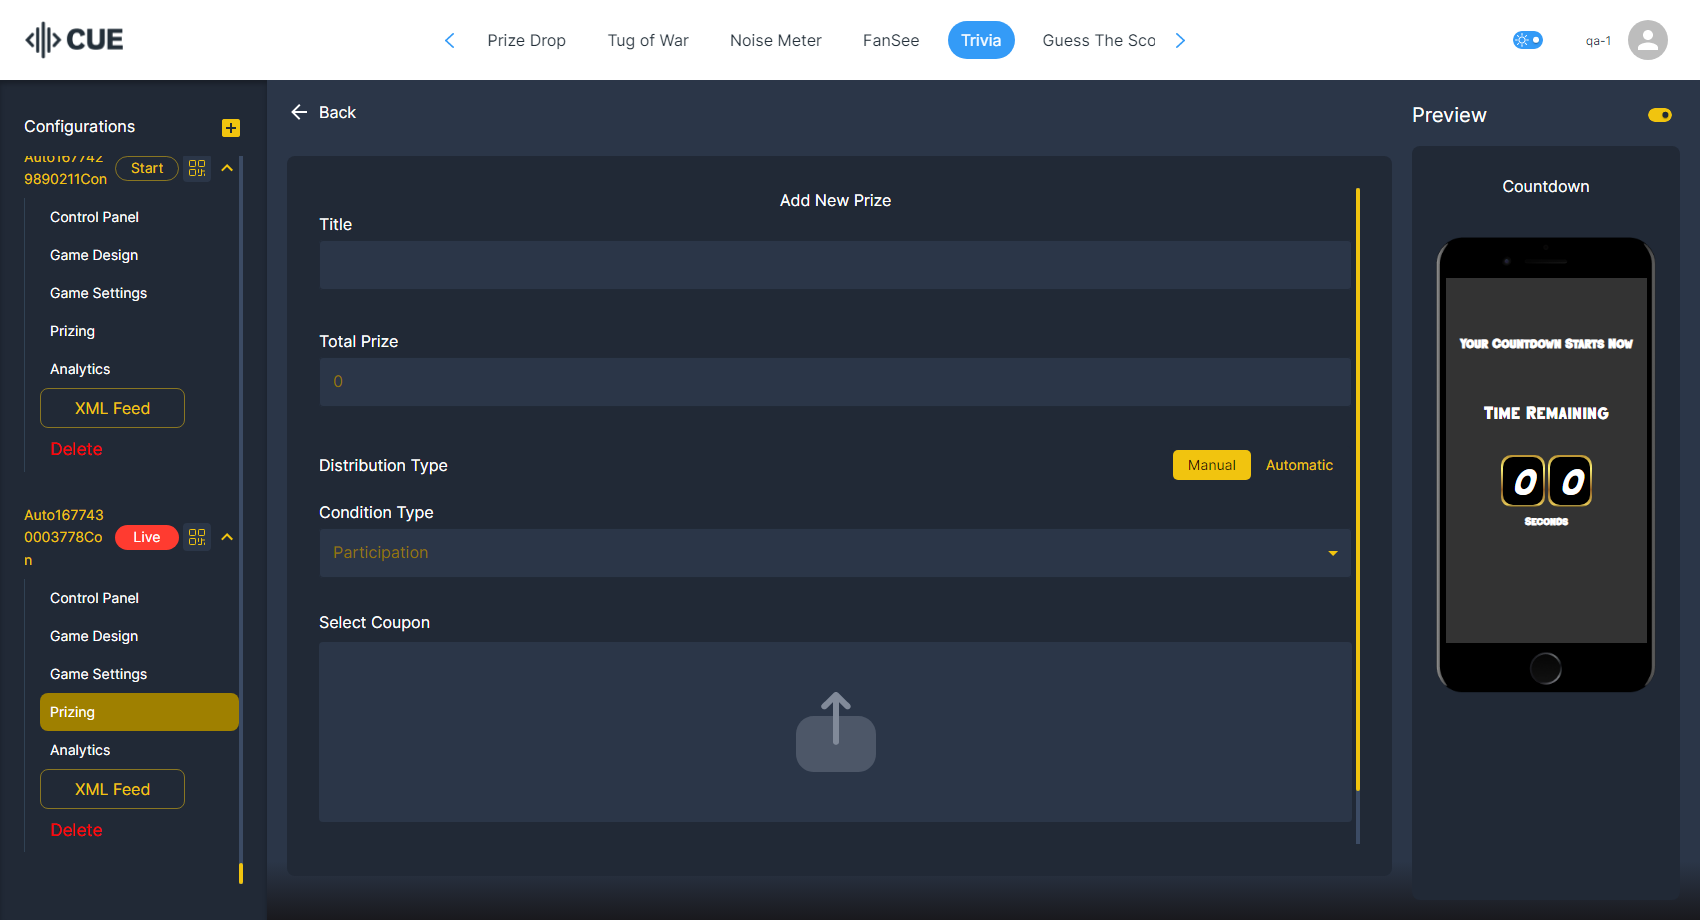 CUE
Prize Drop
Tug of War
Noise Meter
FanSee
Trivia
Guess The Sco
qa-1
Configurations
Auto167742
9890211Con
Start
Control Panel
Game Design
Game Settings
Prizing
Analytics
XML Feed
Delete
Auto167743
0003778Co
n
Live
Control Panel
Game Design
Game Settings
Prizing
Analytics
XML Feed
Delete
Back
Add New Prize
Title
Total Prize
0
Distribution Type
Manual
Automatic
Condition Type
Participation
Select Coupon
Preview
Countdown
Your Countdown Starts Now
Time Remaining
0 0
Seconds